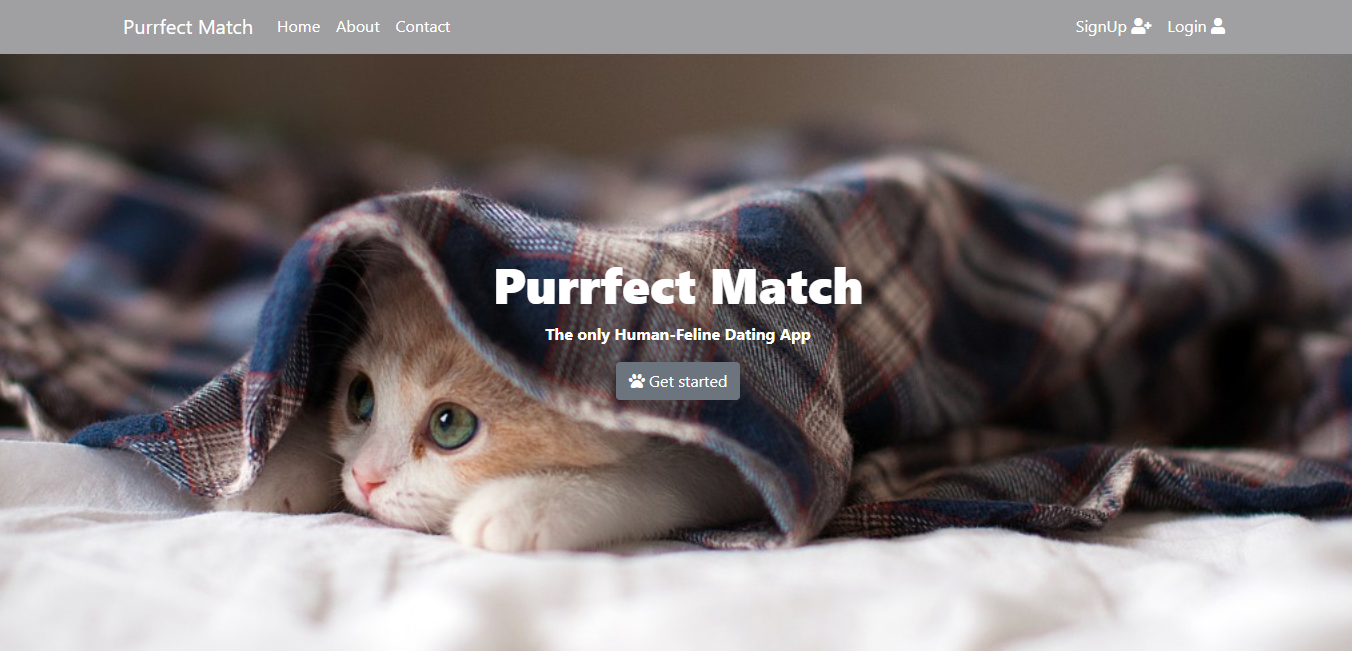 Purrfect Match Home About Contact SignUp Login
Purrfect Match
The only Human-Feline Dating App
Get started